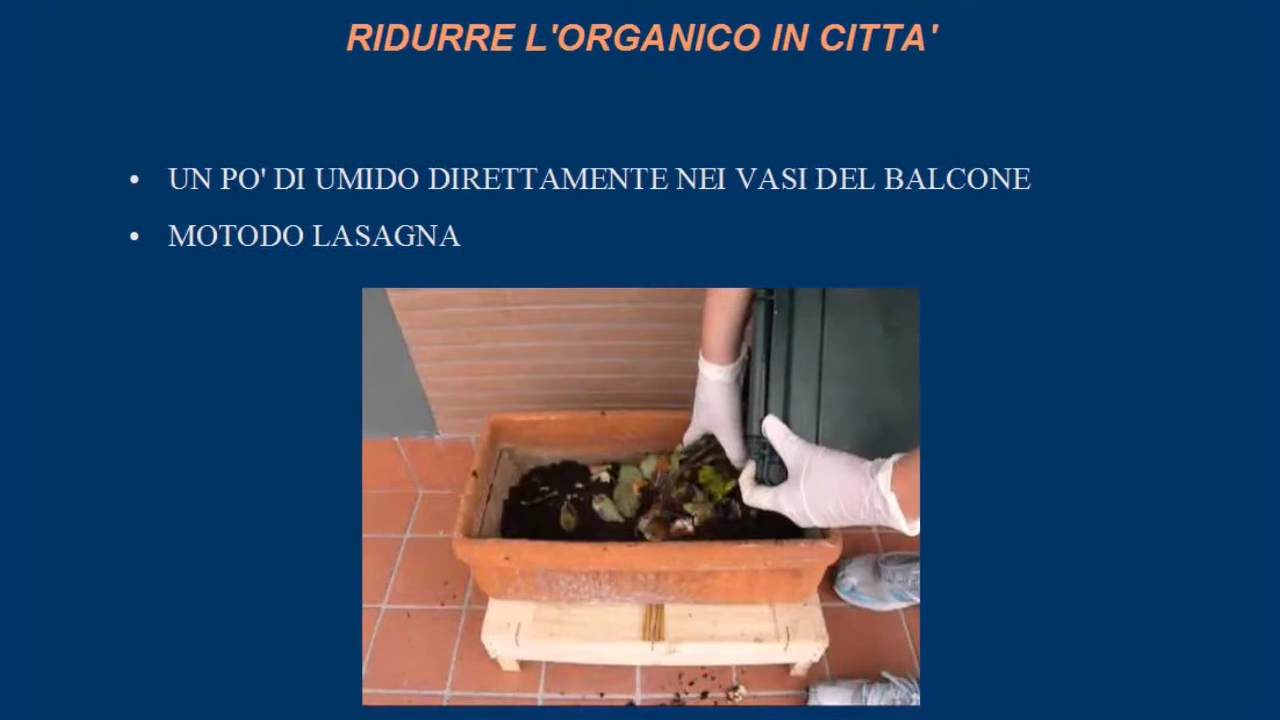 RIDURRE L'ORGANICO IN CITTA'
• UN PO' DI UMIDO DIRETTAMENTE NEI VASI DEL BALCONE
• MOTODO LASAGNA